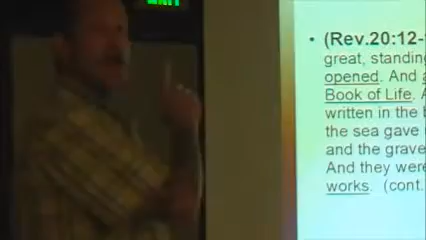 EXIT
• (Rev.20:12-
great, standing
opened. And
Book of Life.
written in the
the sea gave
and the grave
And they were
works. (cont.